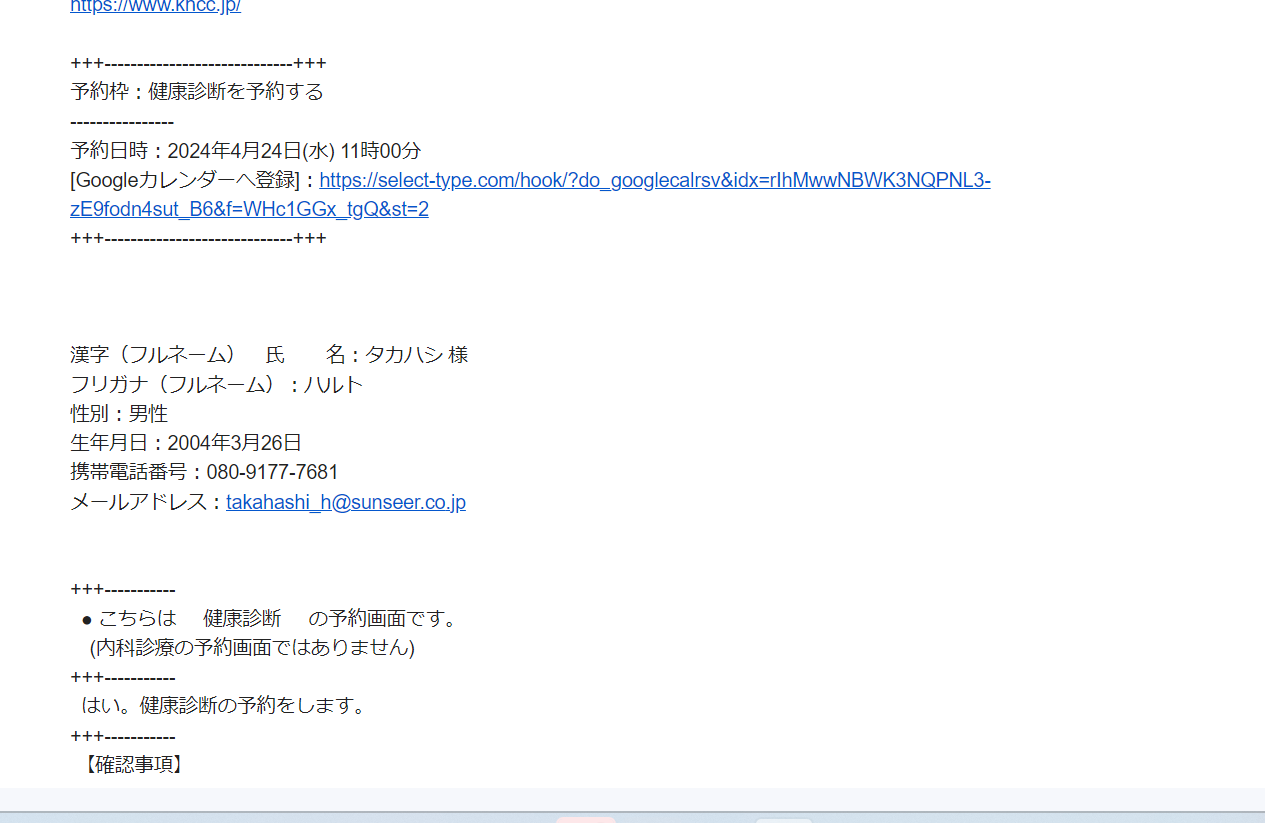 https://www.khcc.jp/
+++-----------------------------+++
予約枠：健康診断を予約する
----------------
予約日時：2024年4月24日(水) 11時00分
[Googleカレンダーへ登録]：https://select-type.com/hook/?do_googlecalrsv&idx=rIhMwwNBWK3NQPNL3-
zE9fodn4sut_B6&f=WHc1GGx_tgQ&st=2
+++-----------------------------+++
漢字（フルネーム）　氏　　名：タカハシ 様
フリガナ（フルネーム）：ハルト
性別：男性
生年月日：2004年3月26日
携帯電話番号：080-9177-7681
メールアドレス：takahashi_h@sunseer.co.jp
+++-----------
● こちらは　 健康診断 　の予約画面です。
(内科診療の予約画面ではありません)
+++-----------
はい。健康診断の予約をします。
+++-----------
【確認事項】